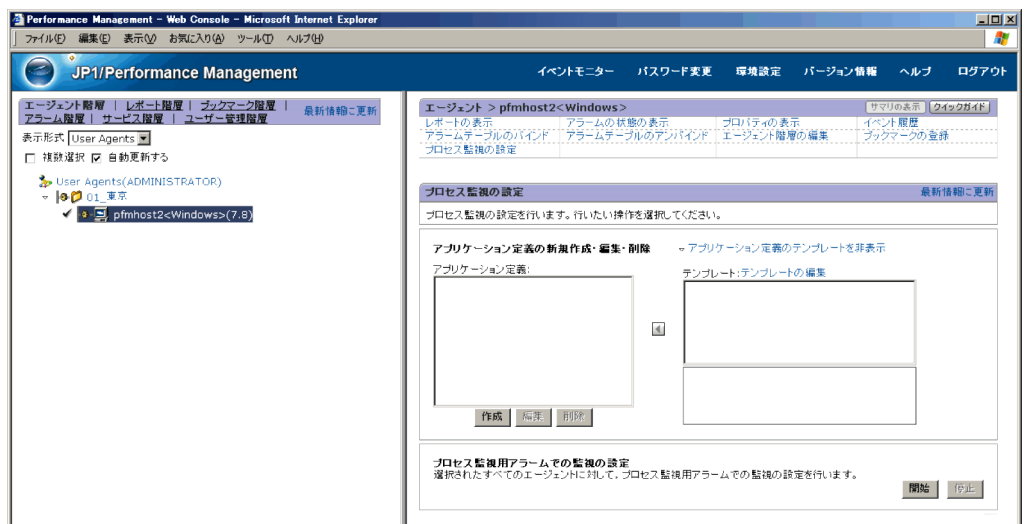 Performance Management - Web Console - Microsoft Internet Explorer
ファイル(F) 編集(E) 表示(V) お気に入り(A) ツール(T) ヘルプ(H)
JP1/Performance Management
イベントモニター パスワード変更 環境設定 バージョン情報 ヘルプ ログアウト
エージェント階層 | レポート階層 | ブックマーク階層 |
アラーム階層 | サービス階層 | ユーザー管理階層
最新情報に更新
表示形式 User Agents
複数選択 自動更新する
User Agents(ADMINISTRATOR)
01_東京
pfmhost2<Windows>(7.8)
エージェント > pfmhost2<Windows>
サマリの表示 クイックガイド
レポートの表示 アラームの状態の表示 プロパティの表示 イベント履歴
アラームテーブルのバインド アラームテーブルのアンバインド エージェント階層の編集 ブックマークの登録
プロセス監視の設定
プロセス監視の設定 最新情報に更新
プロセス監視の設定を行います。行いたい操作を選択してください。
アプリケーション定義の新規作成・編集・削除 アプリケーション定義のテンプレートを非表示
アプリケーション定義:
テンプレート:テンプレートの編集
作成 編集 削除
プロセス監視用アラームでの監視の設定
選択されたすべてのエージェントに対して,プロセス監視用アラームでの監視の設定を行います。
開始 停止